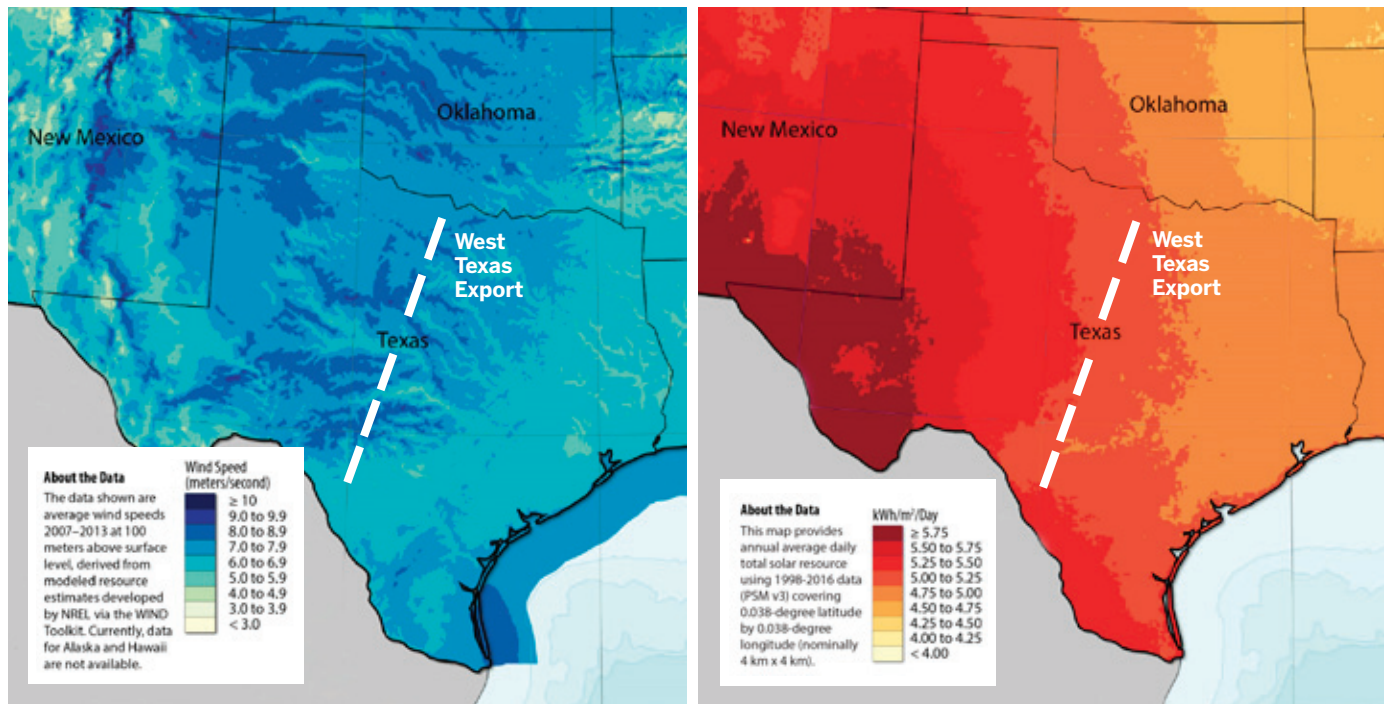 New Mexico
Oklahoma
West
Texas
Export
Texas
About the Data
The data shown are
average wind speeds
2007–2013 at 100
meters above surface
level, derived from
modeled resource
estimates developed
by NREL via the WIND
Toolkit. Currently, data
for Alaska and Hawaii
are not available.
Wind Speed
(meters/second)
≥ 10
9.0 to 9.9
8.0 to 8.9
7.0 to 7.9
6.0 to 6.9
5.0 to 5.9
4.0 to 4.9
3.0 to 3.9
< 3.0
New Mexico
Oklahoma
West
Texas
Export
Texas
About the Data
This map provides
annual average daily
total solar resource
using 1998-2016 data
(PSM v3) covering
0.038-degree latitude
by 0.038-degree
longitude (nominally
4 km x 4 km).
kWh/m²/Day
≥ 5.75
5.50 to 5.75
5.25 to 5.50
5.00 to 5.25
4.75 to 5.00
4.50 to 4.75
4.25 to 4.50
4.00 to 4.25
< 4.00